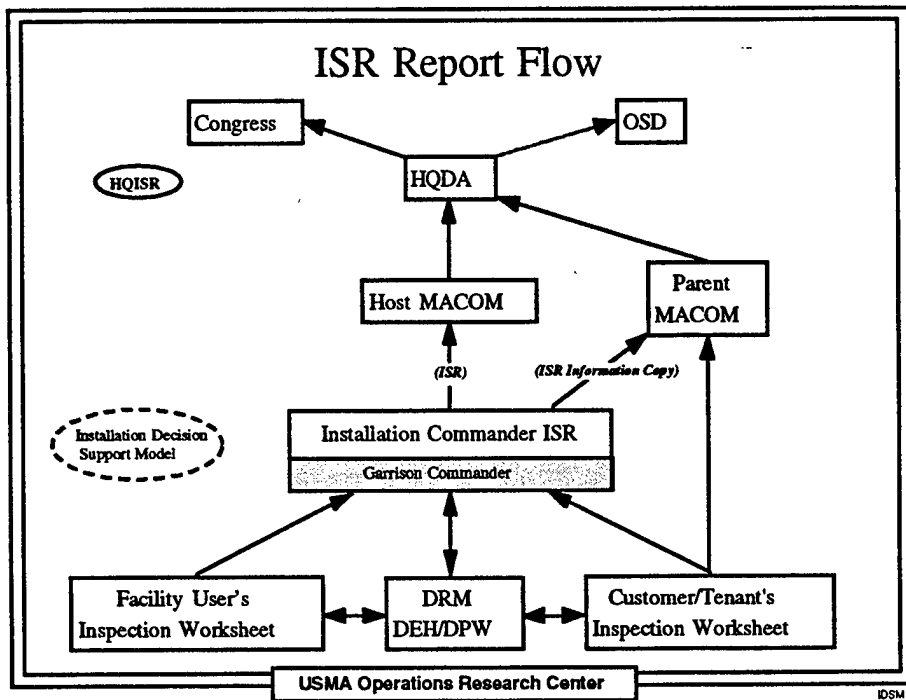 ISR Report Flow
Congress
OSD
HQISR
HQDA
Host MACOM
Parent
MACOM
(ISR)
(ISR Information Copy)
Installation Decision
Support Model
Installation Commander ISR
Garrison Commander
Facility User's
Inspection Worksheet
DRM
DEH/DPW
Customer/Tenant's
Inspection Worksheet
USMA Operations Research Center
IDSM